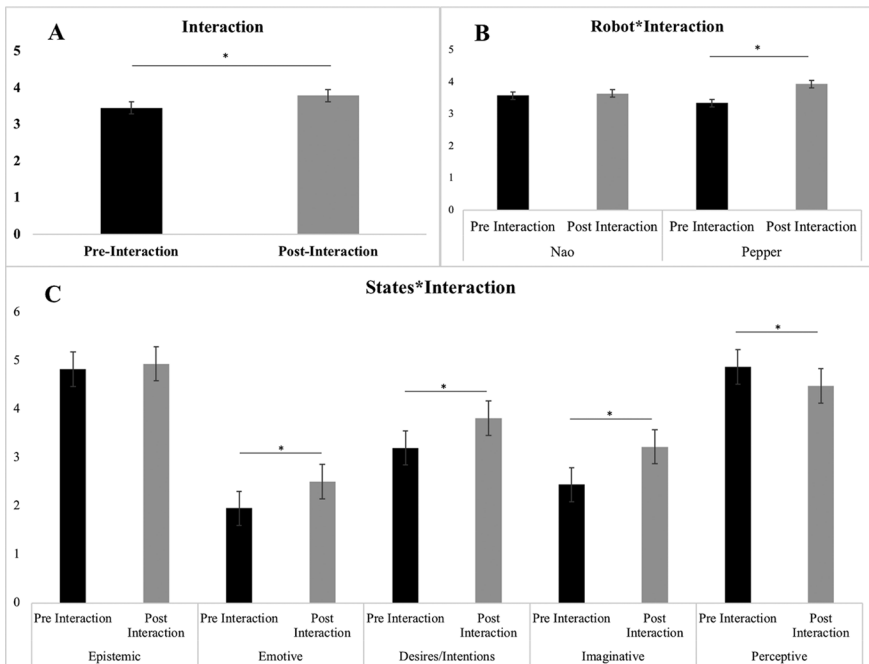 A
Interaction
5
4
3
2
1
0
*
Pre-Interaction
Post-Interaction
B
Robot*Interaction
5
4
3
2
1
0
*
Pre Interaction
Post Interaction
Pre Interaction
Post Interaction
Nao
Pepper
C
States*Interaction
6
5
4
3
2
1
0
*
*
*
*
Pre Interaction
Post
Interaction
Pre Interaction
Post
Interaction
Pre Interaction
Post
Interaction
Pre Interaction
Post
Interaction
Pre Interaction
Post
Interaction
Epistemic
Emotive
Desires/Intentions
Imaginative
Perceptive